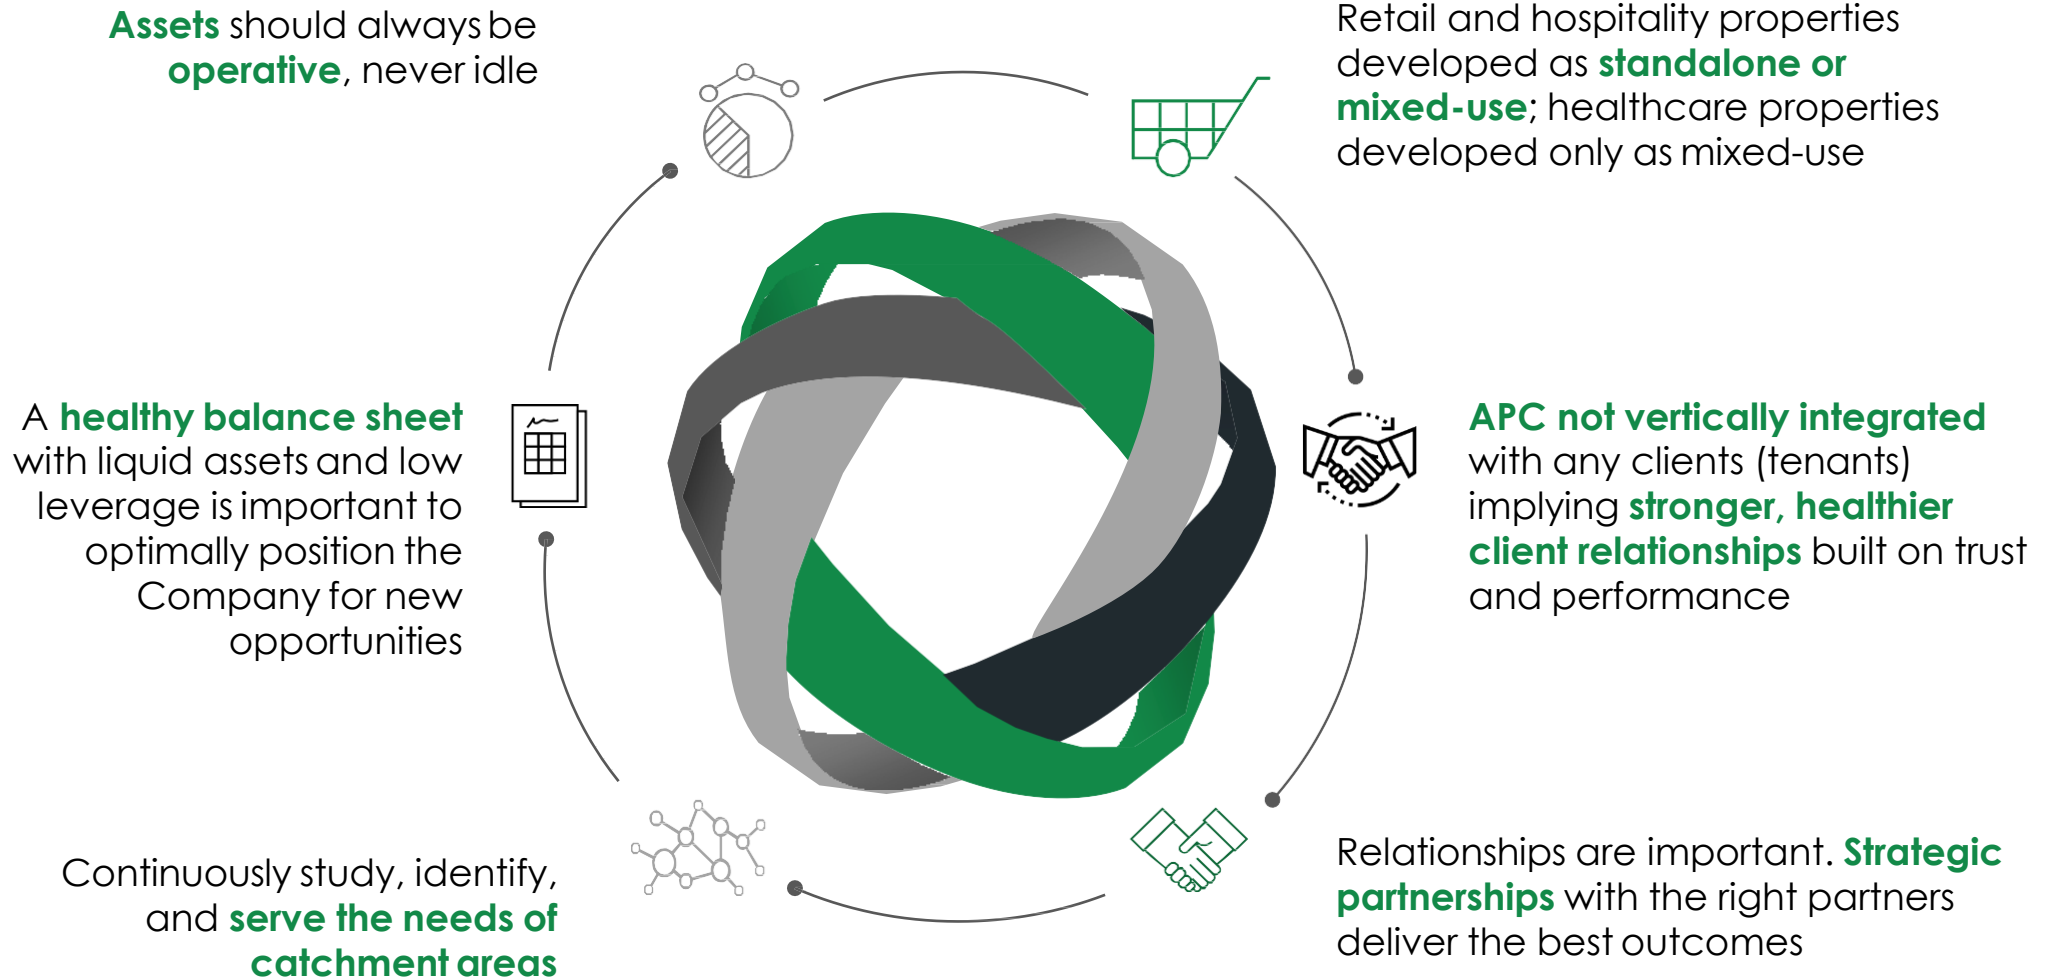 Assets should always be
operative, never idle
Retail and hospitality properties
developed as standalone or
mixed-use; healthcare properties
developed only as mixed-use
A healthy balance sheet
with liquid assets and low
leverage is important to
optimally position the
Company for new
opportunities
APC not vertically integrated
with any clients (tenants)
implying stronger, healthier
client relationships built on trust
and performance
Continuously study, identify,
and serve the needs of
catchment areas
Relationships are important. Strategic
partnerships with the right partners
deliver the best outcomes